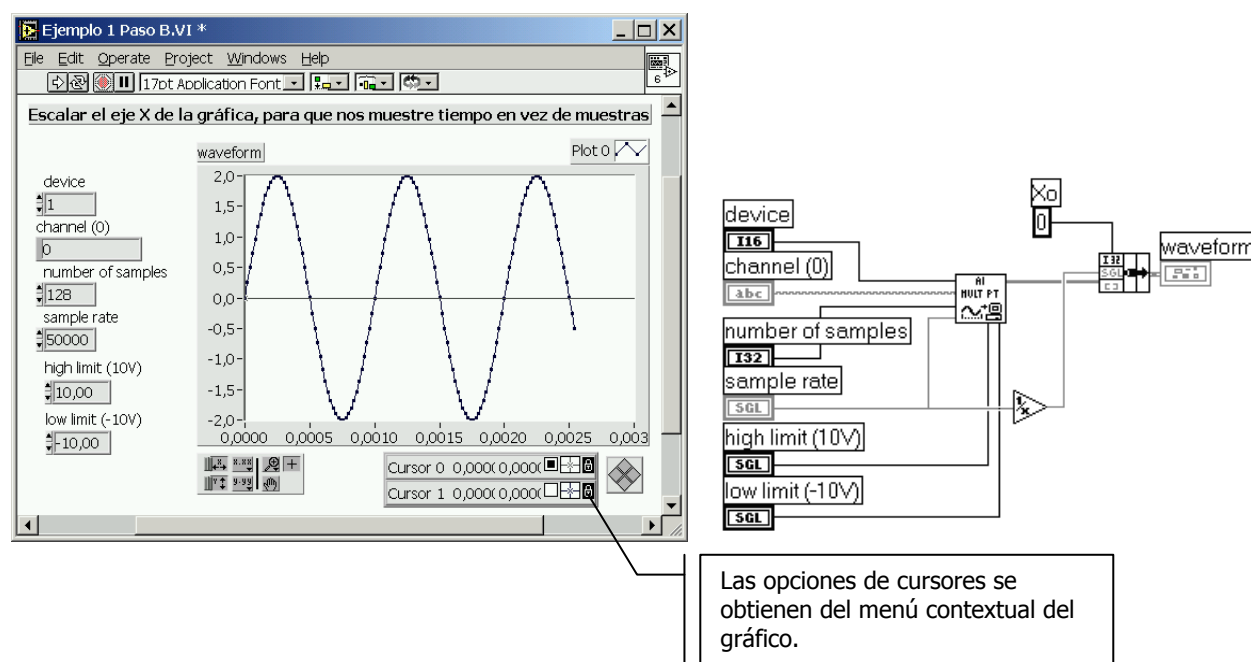 Ejemplo 1 Paso B.VI *
File Edit Operate Project Windows Help
17pt Application Font
6
Escalar el eje X de la gráfica, para que nos muestre tiempo en vez de muestras
waveform
Plot 0
device
1
channel (0)
0
number of samples
128
sample rate
50000
high limit (10V)
10,00
low limit (-10V)
-10,00
2,0
1,5
1,0
0,5
0,0
-0,5
-1,0
-1,5
-2,0
0,0000 0,0005 0,0010 0,0015 0,0020 0,0025 0,003
X.XX
Y.YY
Cursor 0 0,000( 0,000(
Cursor 1 0,000( 0,000(
device
I16
channel (0)
abc
number of samples
I32
sample rate
SGL
high limit (10V)
SGL
low limit (-10V)
SGL
AI
MULT PT
1/x
Xo
0
I32
SGL
waveform
Las opciones de cursores se
obtienen del menú contextual del
gráfico.